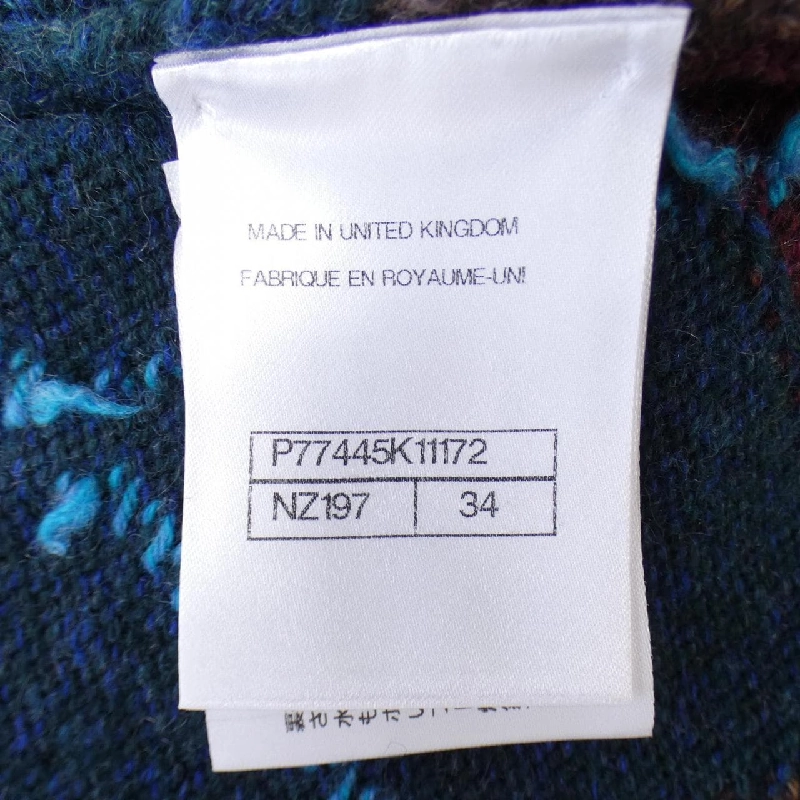 MADE IN UNITED KINGDOM
FABRIQUE EN ROYAUME-UNI
P77445K11172
NZ197 34